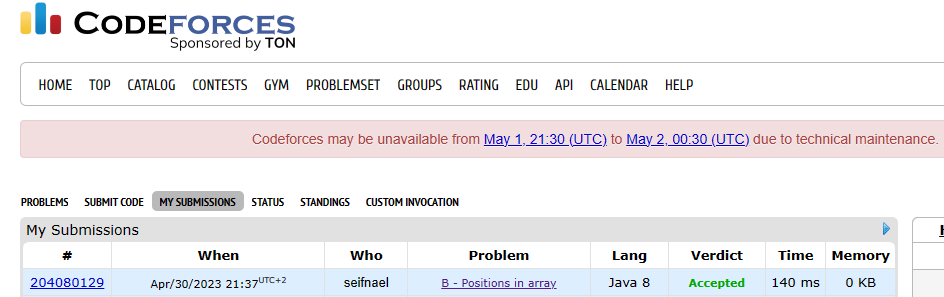 CODEFORCES
Sponsored by TON
HOME TOP CATALOG CONTESTS GYM PROBLEMSET GROUPS RATING EDU API CALENDAR HELP
Codeforces may be unavailable from May 1, 21:30 (UTC) to May 2, 00:30 (UTC) due to technical maintenance.
PROBLEMS SUBMIT CODE MY SUBMISSIONS STATUS STANDINGS CUSTOM INVOCATION
My Submissions
# When Who Problem Lang Verdict Time Memory
204080129 Apr/30/2023 21:37UTC+2 seifnael B - Positions in array Java 8 Accepted 140 ms 0 KB